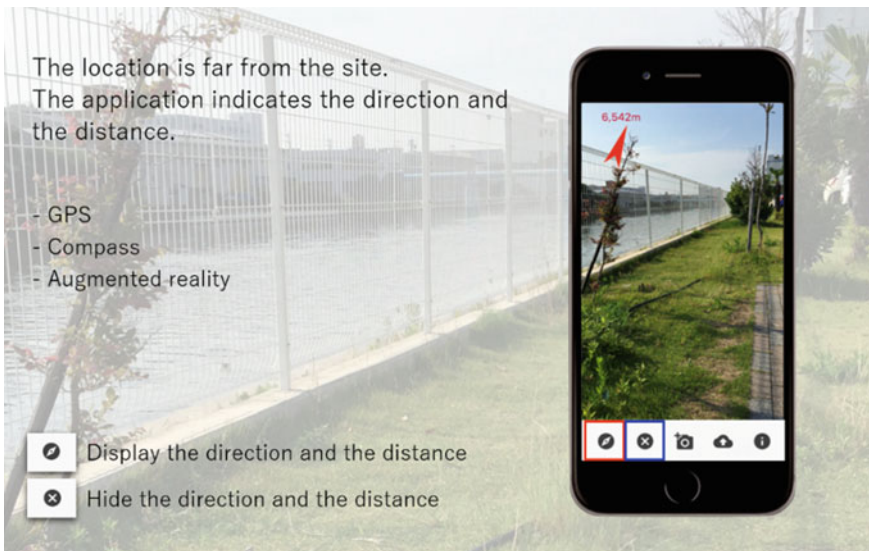 The location is far from the site.
The application indicates the direction and
the distance.
- GPS
- Compass
- Augmented reality
6,542m
Display the direction and the distance
Hide the direction and the distance